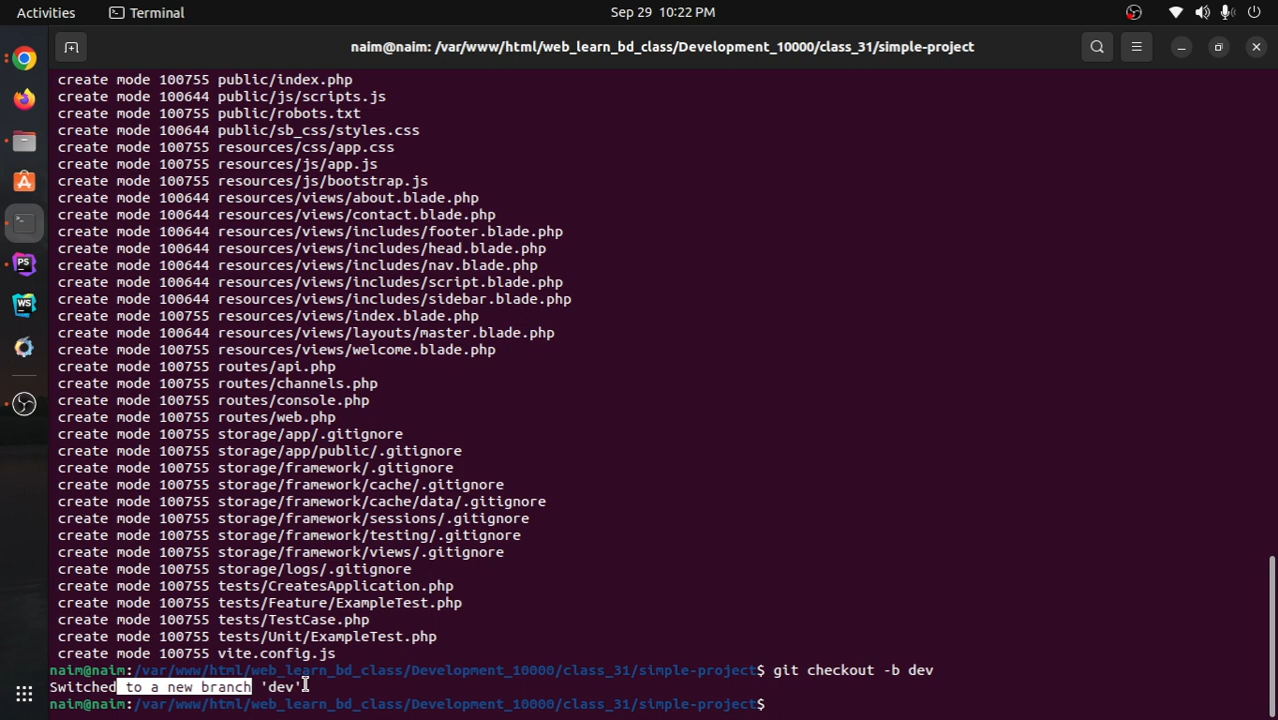 Activities
Terminal
Sep 29 10:22 PM
naim@naim: /var/www/html/web_learn_bd_class/Development_10000/class_31/simple-project
create mode 100755 public/index.php
create mode 100644 public/js/scripts.js
create mode 100755 public/robots.txt
create mode 100644 public/sb_css/styles.css
create mode 100755 resources/css/app.css
create mode 100755 resources/js/app.js
create mode 100755 resources/js/bootstrap.js
create mode 100644 resources/views/about.blade.php
create mode 100644 resources/views/contact.blade.php
create mode 100644 resources/views/includes/footer.blade.php
create mode 100644 resources/views/includes/head.blade.php
create mode 100644 resources/views/includes/nav.blade.php
create mode 100644 resources/views/includes/script.blade.php
create mode 100644 resources/views/includes/sidebar.blade.php
create mode 100755 resources/views/index.blade.php
create mode 100644 resources/views/layouts/master.blade.php
create mode 100755 resources/views/welcome.blade.php
create mode 100755 routes/api.php
create mode 100755 routes/channels.php
create mode 100755 routes/console.php
create mode 100755 routes/web.php
create mode 100755 storage/app/.gitignore
create mode 100755 storage/app/public/.gitignore
create mode 100755 storage/framework/.gitignore
create mode 100755 storage/framework/cache/.gitignore
create mode 100755 storage/framework/cache/data/.gitignore
create mode 100755 storage/framework/sessions/.gitignore
create mode 100755 storage/framework/testing/.gitignore
create mode 100755 storage/framework/views/.gitignore
create mode 100755 storage/logs/.gitignore
create mode 100755 tests/CreatesApplication.php
create mode 100755 tests/Feature/ExampleTest.php
create mode 100755 tests/TestCase.php
create mode 100755 tests/Unit/ExampleTest.php
create mode 100755 vite.config.js
naim@naim:/var/www/html/web_learn_bd_class/Development_10000/class_31/simple-project$ git checkout -b dev
Switched to a new branch 'dev'
naim@naim:/var/www/html/web_learn_bd_class/Development_10000/class_31/simple-project$
PS
WS